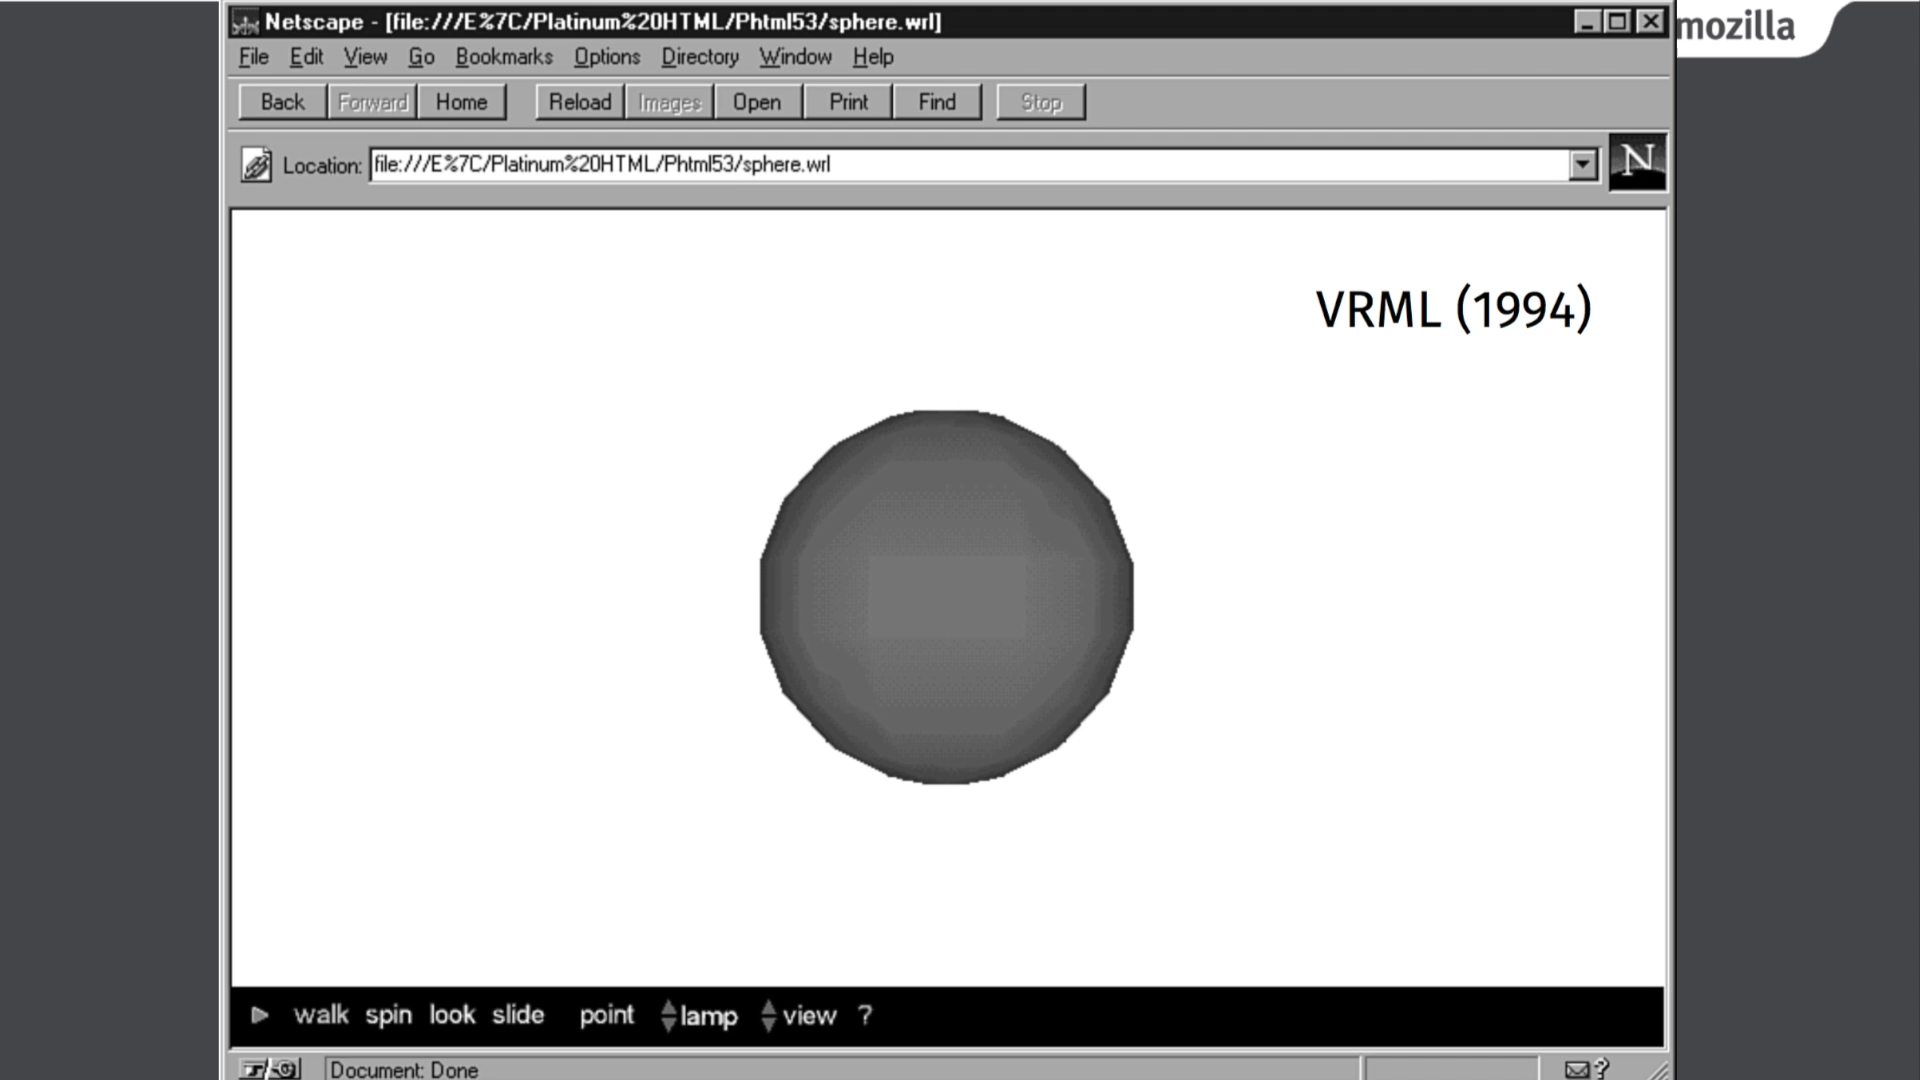 Netscape - [file:///E%7C/Platinum%20HTML/Phtml53/sphere.wrl]
mozilla
File Edit View Go Bookmarks Options Directory Window Help
Back Forward Home Reload Images Open Print Find Stop
Location: file:///E%7C/Platinum%20HTML/Phtml53/sphere.wrl
N
VRML (1994)
walk spin look slide point lamp view ?
Document: Done
?